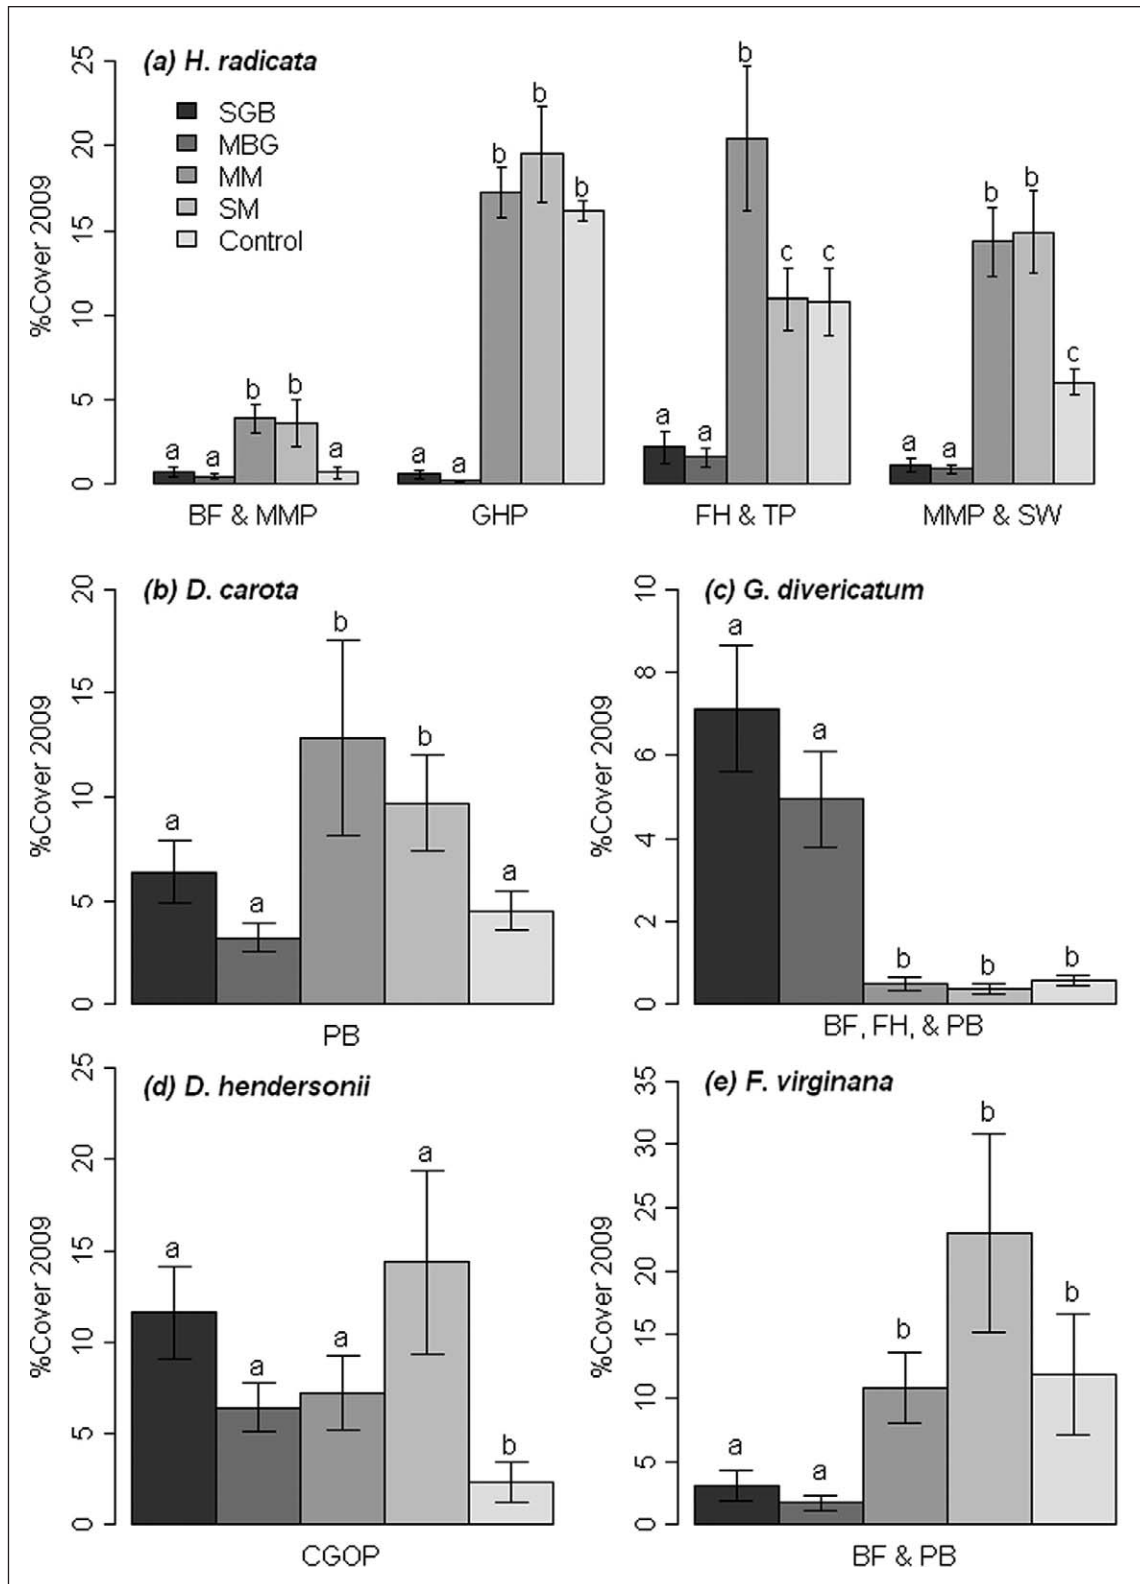 (a) H. radicata
SGB
MBG
MM
SM
Control
%Cover 2009
0
5
10
15
20
25
a
a
b
b
a
a
a
b
b
b
a
a
b
c
c
a
a
b
b
c
BF & MMP
GHP
FH & TP
MMP & SW
(b) D. carota
%Cover 2009
0
5
10
15
20
a
a
b
b
a
PB
(c) G. divericatum
%Cover 2009
0
2
4
6
8
10
a
a
b
b
b
BF, FH, & PB
(d) D. hendersonii
%Cover 2009
0
5
10
15
20
25
a
a
a
a
b
CGOP
(e) F. virginana
%Cover 2009
0
5
10
15
20
25
30
35
a
a
b
b
b
BF & PB